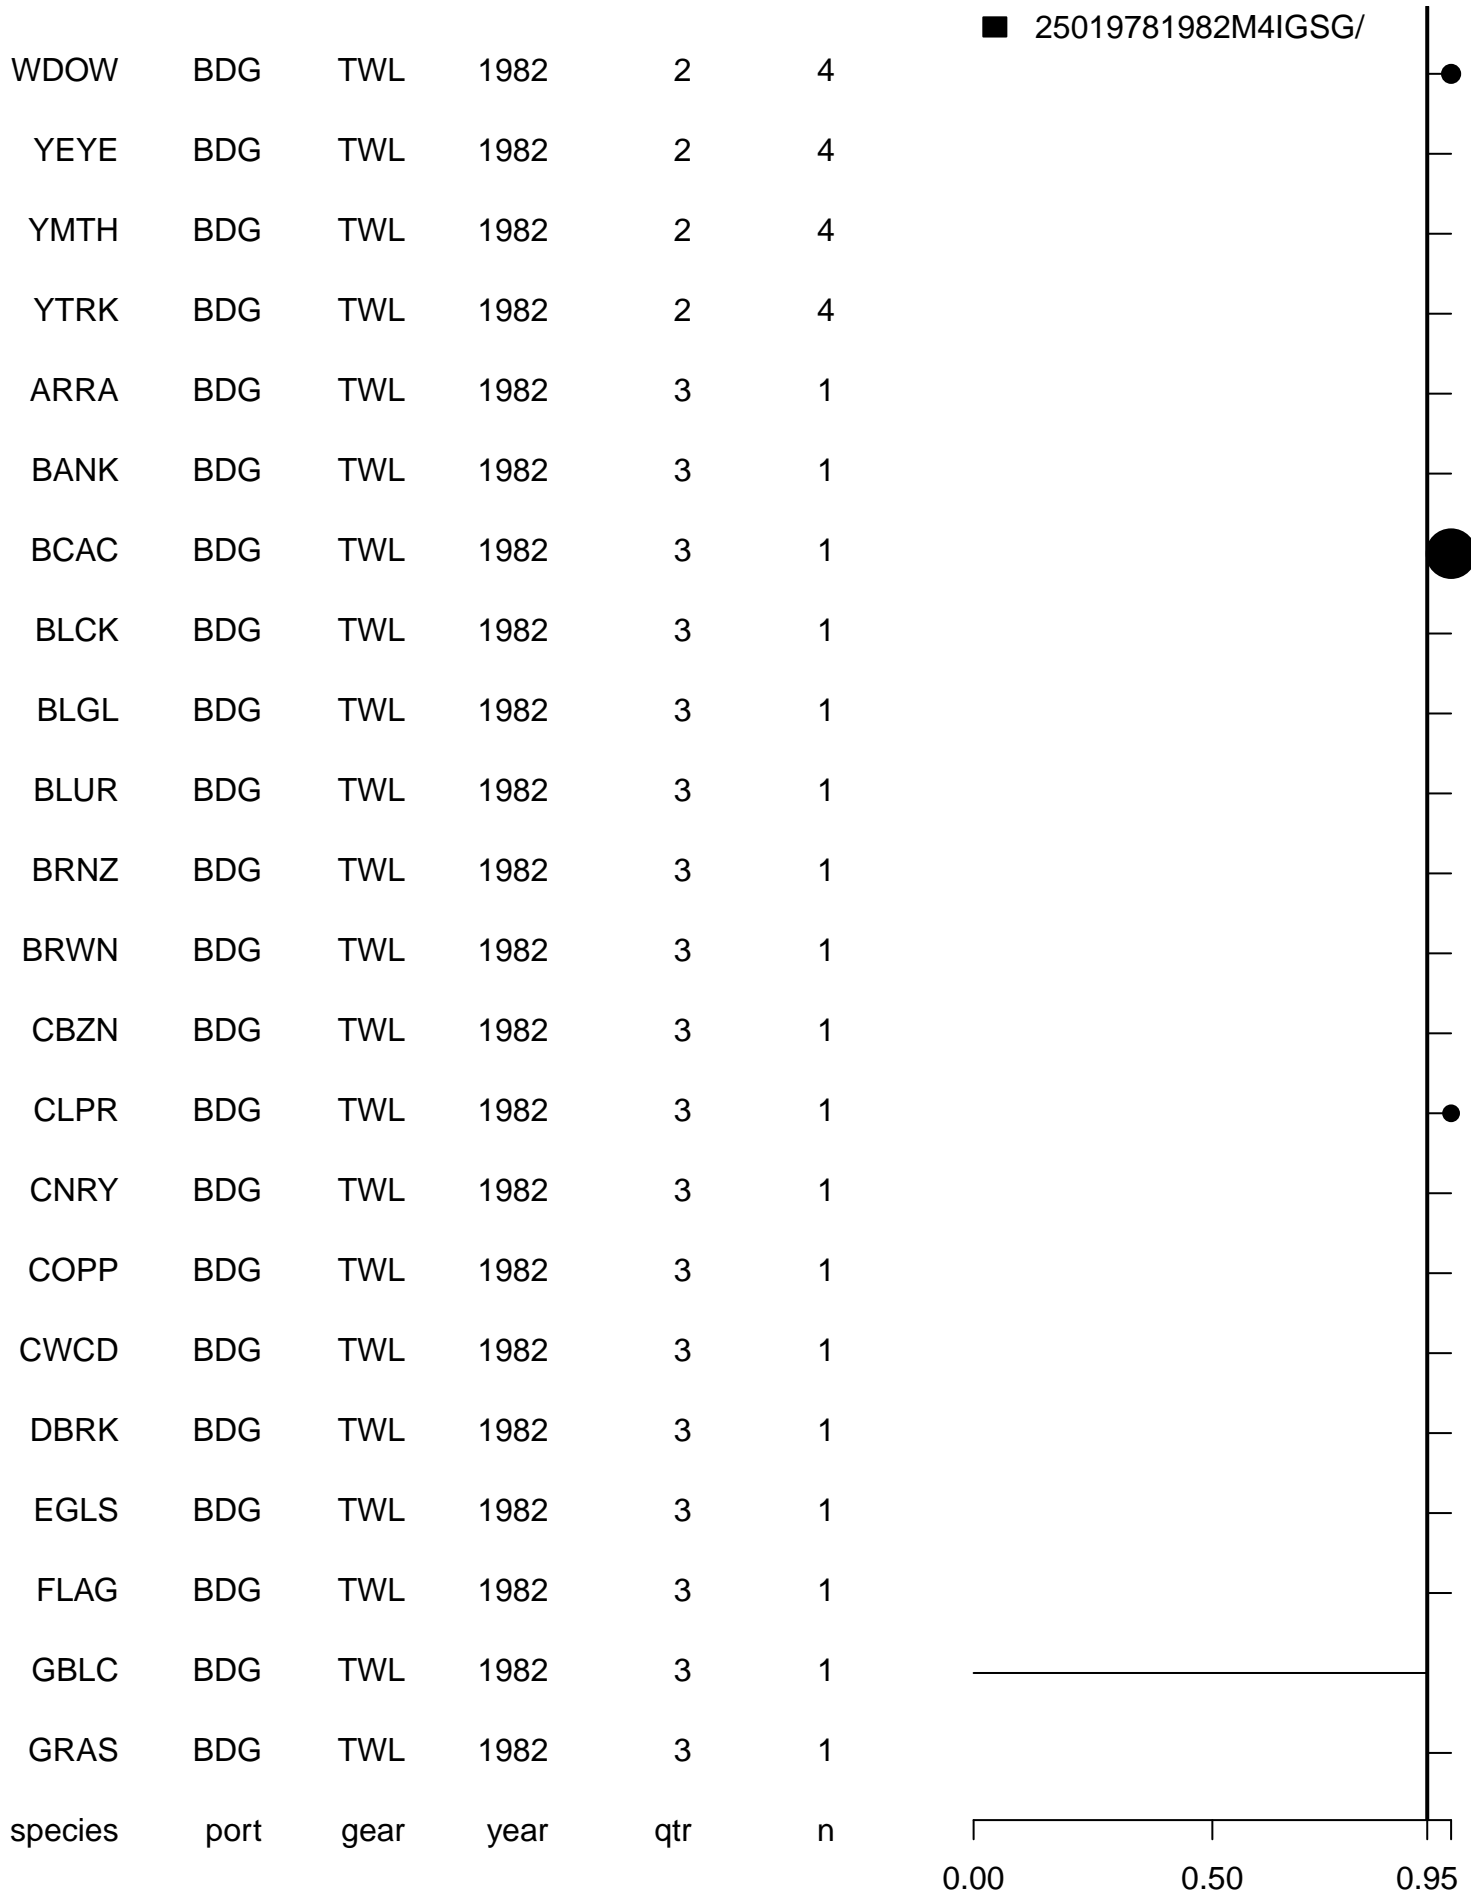 25019781982M4IGSG/
WDOW BDG TWL 1982 2 4
YEYE BDG TWL 1982 2 4
YMTH BDG TWL 1982 2 4
YTRK BDG TWL 1982 2 4
ARRA BDG TWL 1982 3 1
BANK BDG TWL 1982 3 1
BCAC BDG TWL 1982 3 1
BLCK BDG TWL 1982 3 1
BLGL BDG TWL 1982 3 1
BLUR BDG TWL 1982 3 1
BRNZ BDG TWL 1982 3 1
BRWN BDG TWL 1982 3 1
CBZN BDG TWL 1982 3 1
CLPR BDG TWL 1982 3 1
CNRY BDG TWL 1982 3 1
COPP BDG TWL 1982 3 1
CWCD BDG TWL 1982 3 1
DBRK BDG TWL 1982 3 1
EGLS BDG TWL 1982 3 1
FLAG BDG TWL 1982 3 1
GBLC BDG TWL 1982 3 1
GRAS BDG TWL 1982 3 1
species port gear year qtr n
0.00 0.50 0.95